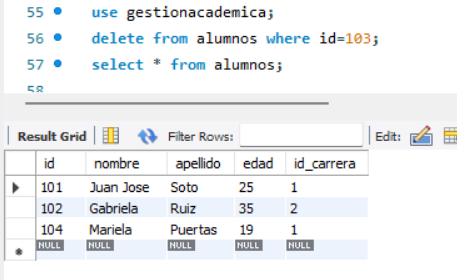 55 use gestionacademica;
56 delete from alumnos where id=103;
57 select * from alumnos;
58
Result Grid Filter Rows: Edit:
id nombre apellido edad id_carrera
101 Juan Jose Soto 25 1
102 Gabriela Ruiz 35 2
104 Mariela Puertas 19 1
NULL NULL NULL NULL NULL